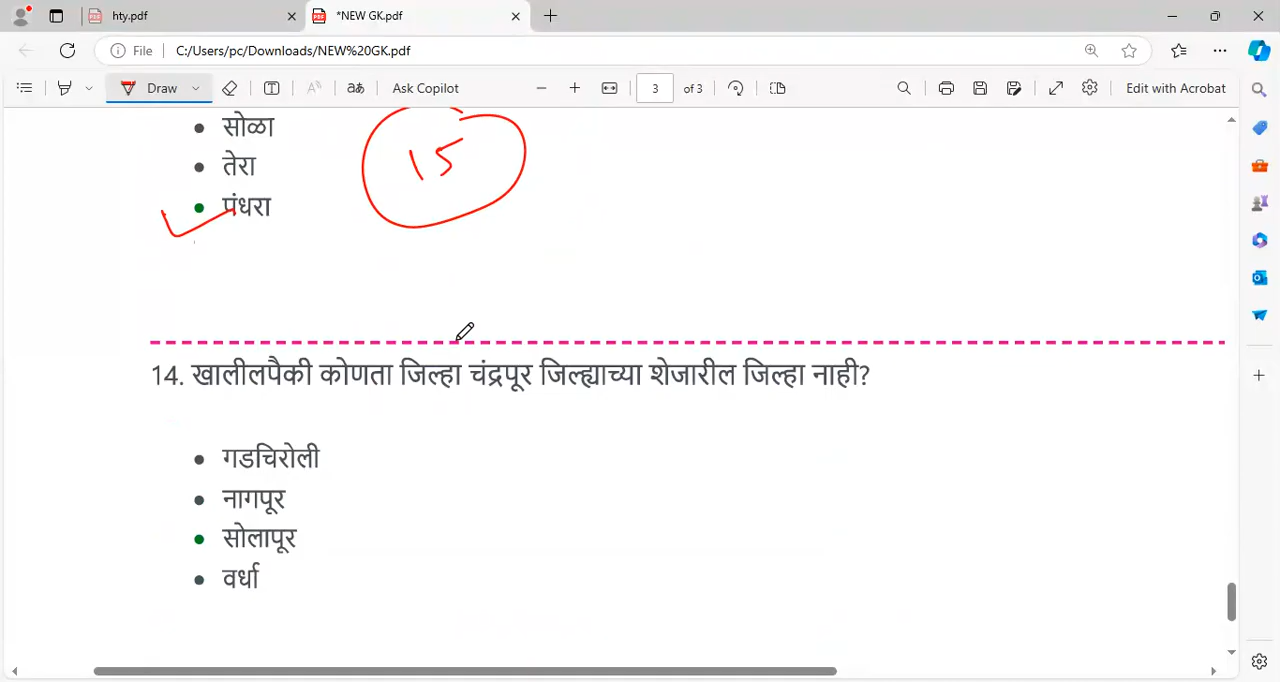 hty.pdf
*NEW GK.pdf
File
C:/Users/pc/Downloads/NEW%20GK.pdf
Draw
Ask Copilot
3
of 3
Edit with Acrobat
सोळा
तेरा
पंधरा
15
14. खालीलपैकी कोणता जिल्हा चंद्रपूर जिल्ह्याच्या शेजारील जिल्हा नाही?
गडचिरोली
नागपूर
सोलापूर
वर्धा